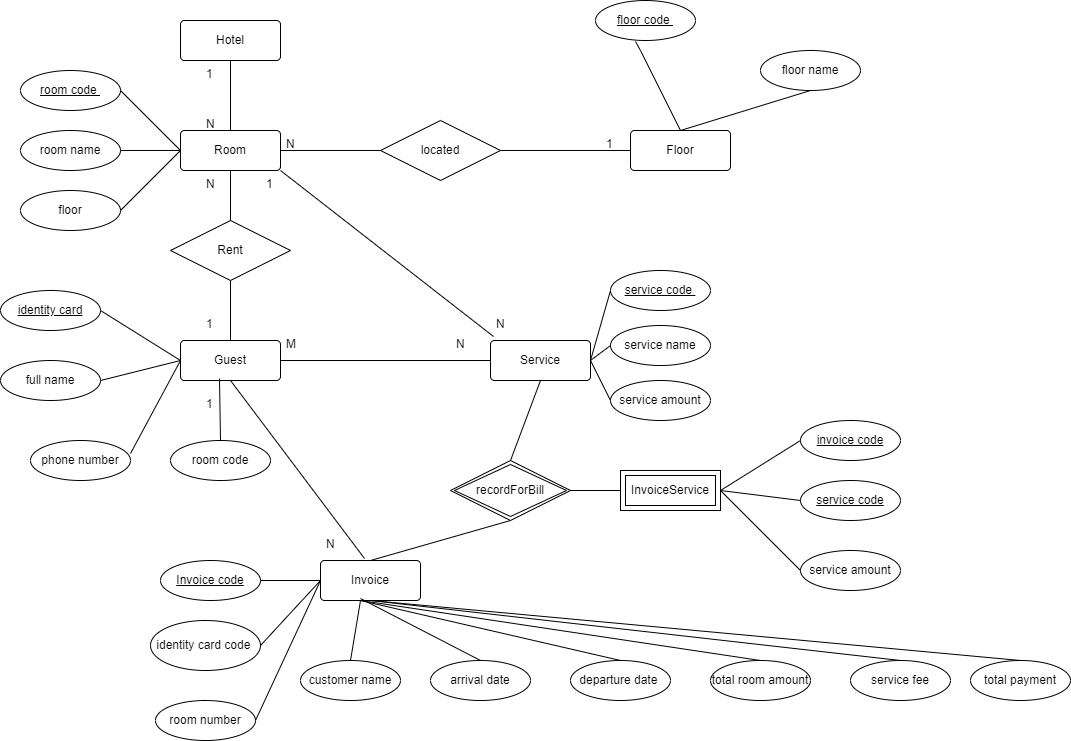 floor code
Hotel
floor name
1
room code
N
N
1
room name
Room
located
Floor
N
1
floor
Rent
service code
identity card
1
N
M
N
service name
Guest
Service
full name
service amount
1
invoice code
phone number
room code
recordForBill
InvoiceService
service code
N
service amount
Invoice code
Invoice
identity card code
customer name
arrival date
departure date
total room amount
service fee
total payment
room number